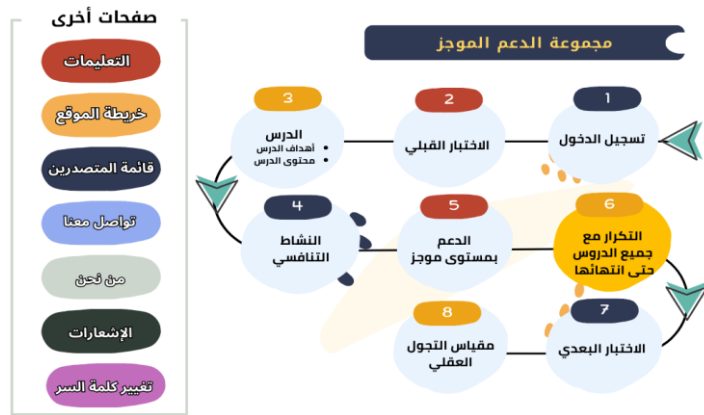 صفحات أخرى
التعليمات
خريطة الموقع
قائمة المتصدرين
تواصل معنا
من نحن
الإشعارات
تغيير كلمة السر
مجموعة الدعم الموجز
1
تسجيل الدخول
2
الاختبار القبلي
3
الدرس
• أهداف الدرس
• محتوى الدرس
4
النشاط
التنافسي
5
الدعم
بمستوى موجز
6
التكرار مع
جميع الدروس
حتى انتهائها
7
الاختبار البعدي
8
مقياس التجول
العقلي